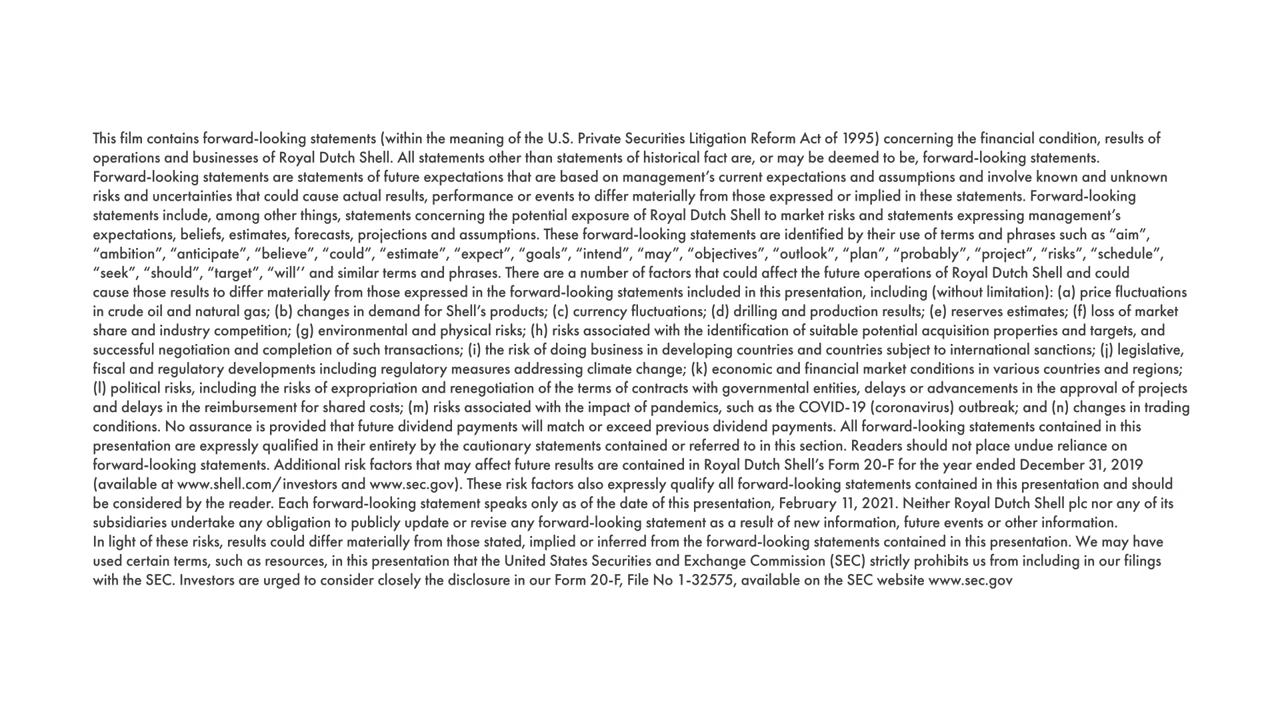 This film contains forward-looking statements (within the meaning of the U.S. Private Securities Litigation Reform Act of 1995) concerning the financial condition, results of
operations and businesses of Royal Dutch Shell. All statements other than statements of historical fact are, or may be deemed to be, forward-looking statements.
Forward-looking statements are statements of future expectations that are based on management’s current expectations and assumptions and involve known and unknown
risks and uncertainties that could cause actual results, performance or events to differ materially from those expressed or implied in these statements. Forward-looking
statements include, among other things, statements concerning the potential exposure of Royal Dutch Shell to market risks and statements expressing management’s
expectations, beliefs, estimates, forecasts, projections and assumptions. These forward-looking statements are identified by their use of terms and phrases such as “aim”,
“ambition”, “anticipate”, “believe”, “could”, “estimate”, “expect”, “goals”, “intend”, “may”, “objectives”, “outlook”, “plan”, “probably”, “project”, “risks”, “schedule”,
“seek”, “should”, “target”, “will’’ and similar terms and phrases. There are a number of factors that could affect the future operations of Royal Dutch Shell and could
cause those results to differ materially from those expressed in the forward-looking statements included in this presentation, including (without limitation): (a) price fluctuations
in crude oil and natural gas; (b) changes in demand for Shell’s products; (c) currency fluctuations; (d) drilling and production results; (e) reserves estimates; (f) loss of market
share and industry competition; (g) environmental and physical risks; (h) risks associated with the identification of suitable potential acquisition properties and targets, and
successful negotiation and completion of such transactions; (i) the risk of doing business in developing countries and countries subject to international sanctions; (j) legislative,
fiscal and regulatory developments including regulatory measures addressing climate change; (k) economic and financial market conditions in various countries and regions;
(l) political risks, including the risks of expropriation and renegotiation of the terms of contracts with governmental entities, delays or advancements in the approval of projects
and delays in the reimbursement for shared costs; (m) risks associated with the impact of pandemics, such as the COVID-19 (coronavirus) outbreak; and (n) changes in trading
conditions. No assurance is provided that future dividend payments will match or exceed previous dividend payments. All forward-looking statements contained in this
presentation are expressly qualified in their entirety by the cautionary statements contained or referred to in this section. Readers should not place undue reliance on
forward-looking statements. Additional risk factors that may affect future results are contained in Royal Dutch Shell’s Form 20-F for the year ended December 31, 2019
(available at www.shell.com/investors and www.sec.gov). These risk factors also expressly qualify all forward-looking statements contained in this presentation and should
be considered by the reader. Each forward-looking statement speaks only as of the date of this presentation, February 11, 2021. Neither Royal Dutch Shell plc nor any of its
subsidiaries undertake any obligation to publicly update or revise any forward-looking statement as a result of new information, future events or other information.
In light of these risks, results could differ materially from those stated, implied or inferred from the forward-looking statements contained in this presentation. We may have
used certain terms, such as resources, in this presentation that the United States Securities and Exchange Commission (SEC) strictly prohibits us from including in our filings
with the SEC. Investors are urged to consider closely the disclosure in our Form 20-F, File No 1-32575, available on the SEC website www.sec.gov